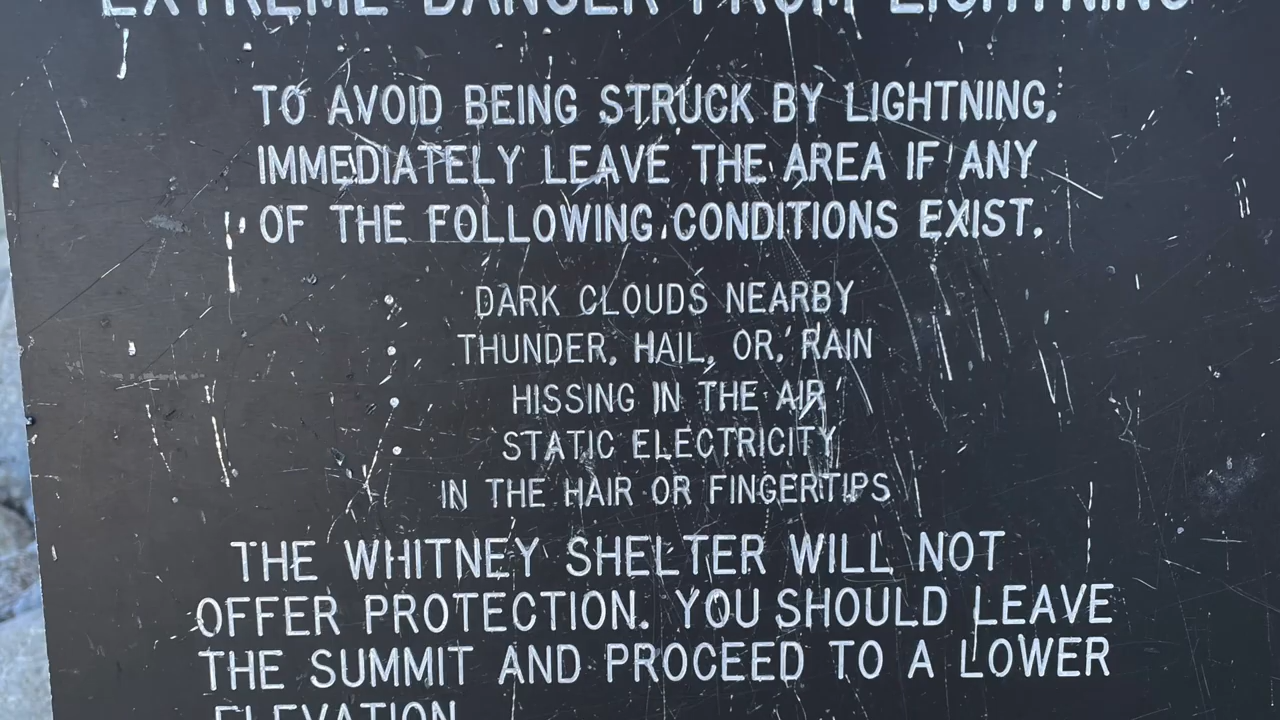 EXTREME DANGER FROM LIGHTNING
TO AVOID BEING STRUCK BY LIGHTNING,
IMMEDIATELY LEAVE THE AREA IF ANY
OF THE FOLLOWING CONDITIONS EXIST.
DARK CLOUDS NEARBY
THUNDER, HAIL, OR, RAIN
HISSING IN THE AIR
STATIC ELECTRICITY
IN THE HAIR OR FINGERTIPS
THE WHITNEY SHELTER WILL NOT
OFFER PROTECTION. YOU SHOULD LEAVE
THE SUMMIT AND PROCEED TO A LOWER
ELEVATION